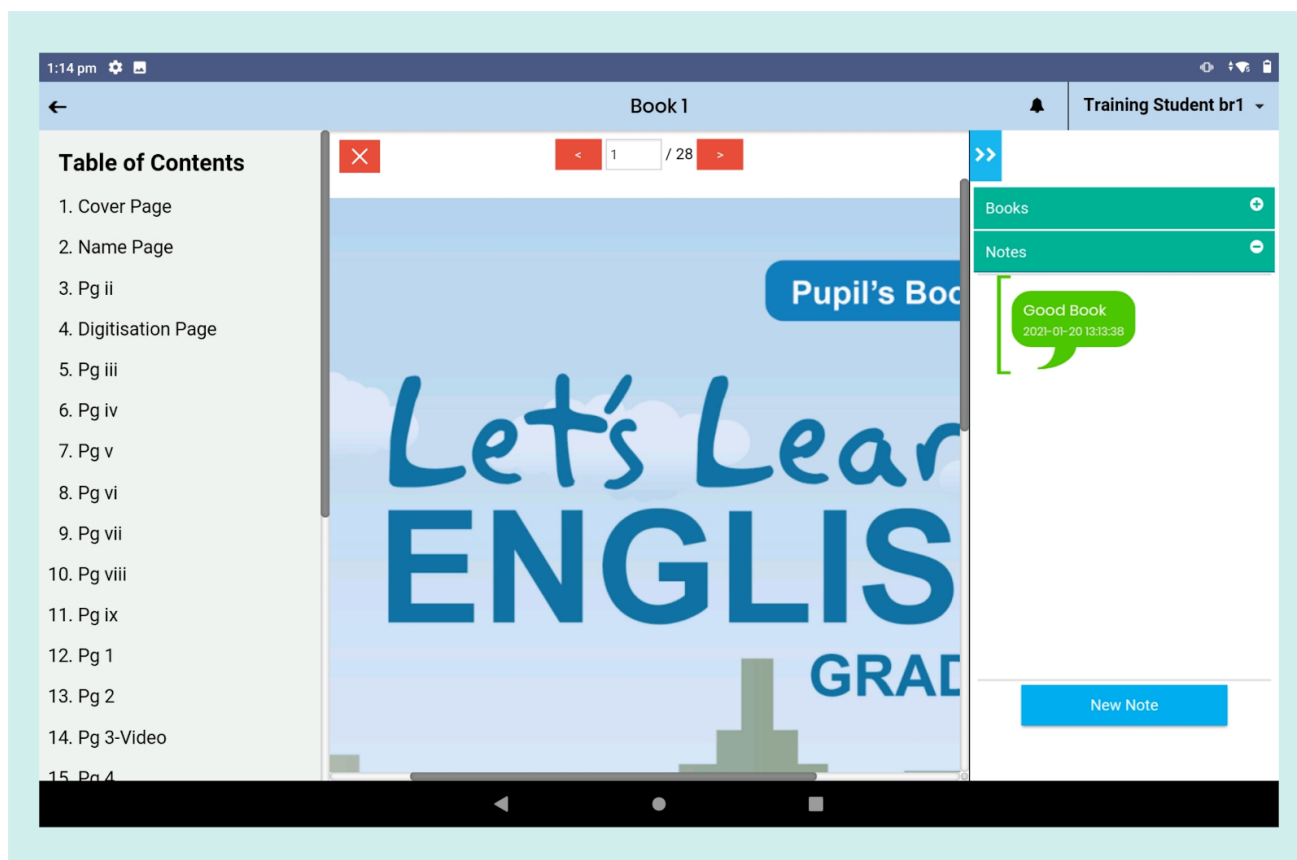 1:14 pm
Book 1
Training Student br1
Table of Contents
1. Cover Page
2. Name Page
3. Pg ii
4. Digitisation Page
5. Pg iii
6. Pg iv
7. Pg v
8. Pg vi
9. Pg vii
10. Pg viii
11. Pg ix
12. Pg 1
13. Pg 2
14. Pg 3-Video
15. Pg 4
< 1 / 28 >
Pupil's Boo
Let's Lear
ENGLIS
GRAD
>>
Books
Notes
Good Book
2021-01-20 13:13:38
New Note